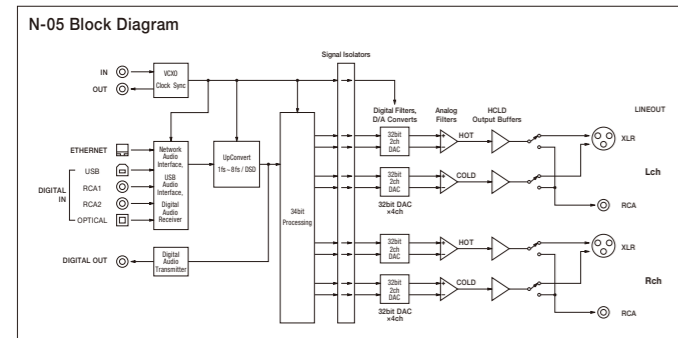 N-05 Block Diagram
Signal Isolators
IN
OUT
VCXO
Clock Sync
Digital Filters,
D/A Converts
Analog
Filters
HCLD
Output Buffers
LINEOUT
ETHERNET
USB
RCA1
RCA2
OPTICAL
DIGITAL
IN
Network
Audio
Interface,
USB
Audio
Interface,
Digital
Audio
Receiver
UpConvert
1fs – 8fs / DSD
34bit
Processing
DIGITAL OUT
Digital
Audio
Transmitter
32bit
2ch
DAC
+
−
HOT
XLR
Lch
32bit
2ch
DAC
+
−
COLD
32bit DAC
×4ch
RCA
32bit
2ch
DAC
+
−
HOT
XLR
Rch
32bit
2ch
DAC
+
−
COLD
32bit DAC
×4ch
RCA